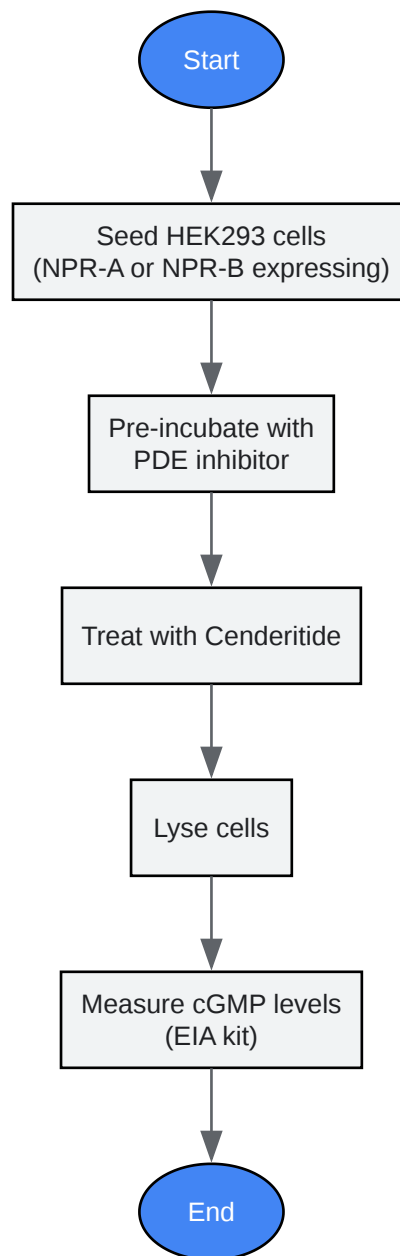 Start
Seed HEK293 cells
(NPR-A or NPR-B expressing)
Pre-incubate with
PDE inhibitor
Treat with Cenderitide
Lyse cells
Measure cGMP levels
(EIA kit)
End